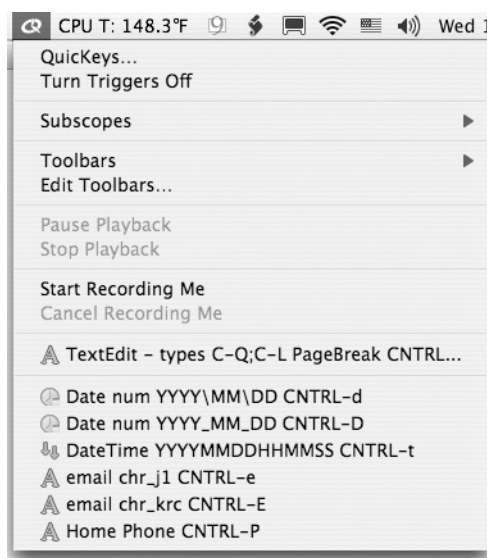 CPU T: 148.3°F Wed 1
QuicKeys...
Turn Triggers Off
Subscopes
Toolbars
Edit Toolbars...
Pause Playback
Stop Playback
Start Recording Me
Cancel Recording Me
TextEdit – types C-Q;C-L PageBreak CNTRL...
Date num YYYY\MM\DD CNTRL-d
Date num YYYY_MM_DD CNTRL-D
DateTime YYYYMMDDHHMMSS CNTRL-t
email chr_j1 CNTRL-e
email chr_krc CNTRL-E
Home Phone CNTRL-P